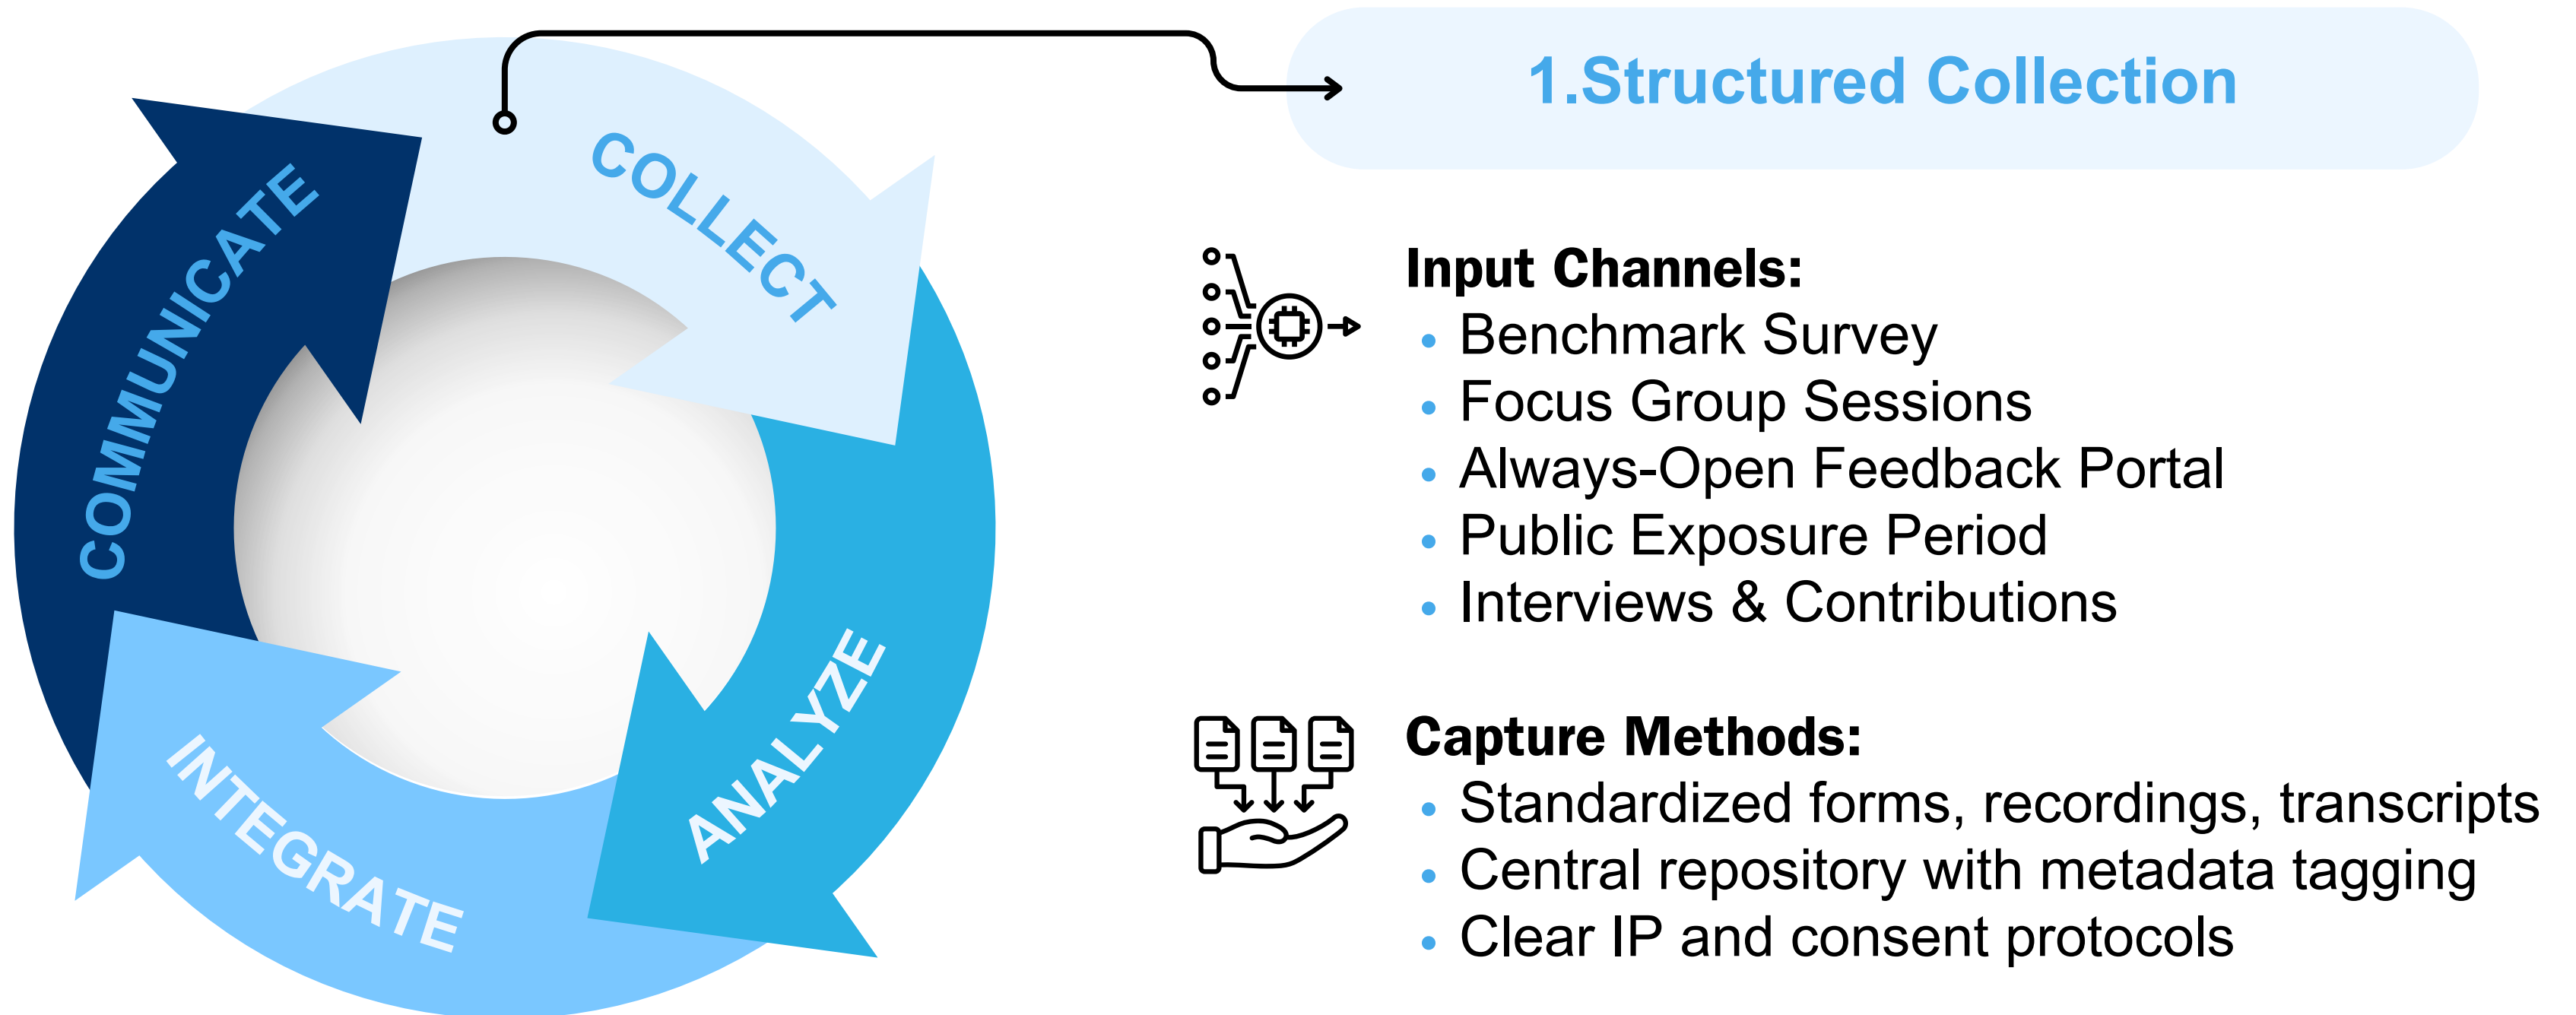 COLLECT
ANALYZE
INTEGRATE
COMMUNICATE
1.Structured Collection
Input Channels:
• Benchmark Survey
• Focus Group Sessions
• Always-Open Feedback Portal
• Public Exposure Period
• Interviews & Contributions
Capture Methods:
• Standardized forms, recordings, transcripts
• Central repository with metadata tagging
• Clear IP and consent protocols